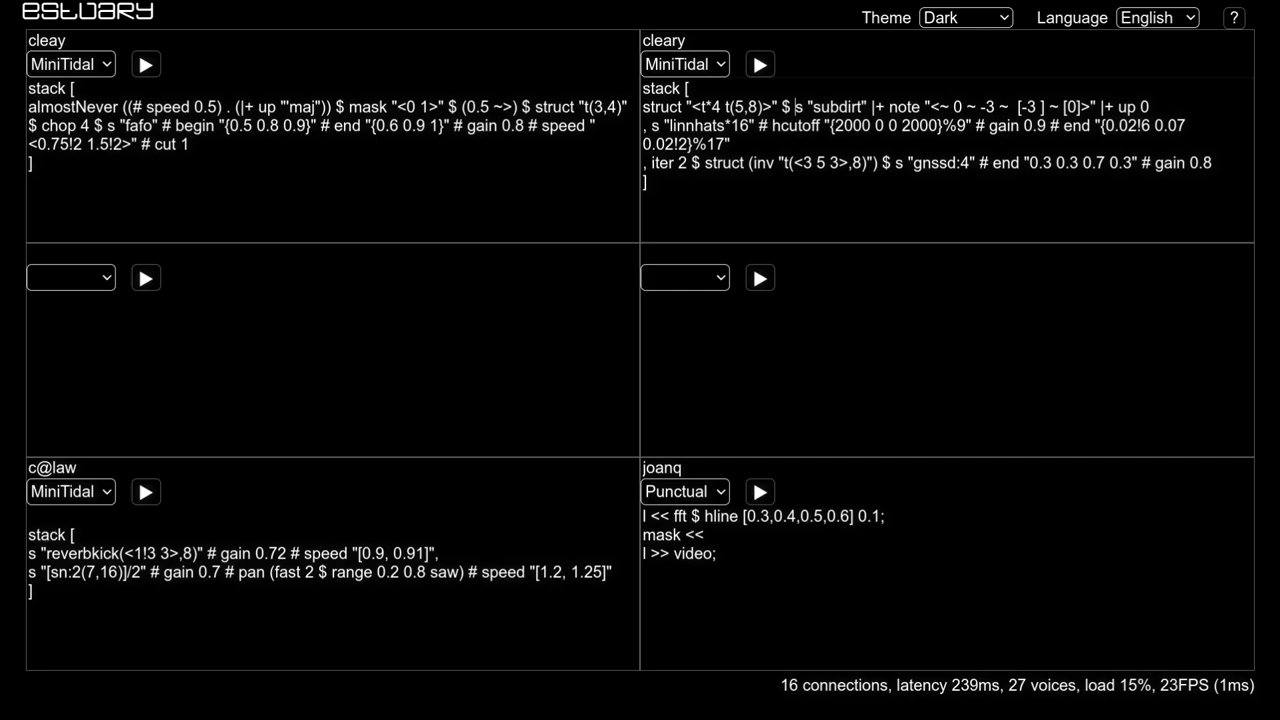 estuary
Theme Dark Language English ?
cleay
MiniTidal
stack [
almostNever ((# speed 0.5) . (|+ up "'maj")) $ mask "<0 1>" $ (0.5 ~>) $ struct "t(3,4)"
$ chop 4 $ s "fafo" # begin "{0.5 0.8 0.9}" # end "{0.6 0.9 1}" # gain 0.8 # speed "
<0.75!2 1.5!2>" # cut 1
]
cleary
MiniTidal
stack [
struct "<t*4 t(5,8)>" $ s "subdirt" |+ note "<~ 0 ~ -3 ~  [-3 ] ~ [0]>" |+ up 0
, s "linnhats*16" # hcutoff "{2000 0 0 2000}%9" # gain 0.9 # end "{0.02!6 0.07
0.02!2}%17"
, iter 2 $ struct (inv "t(<3 5 3>,8)") $ s "gnssd:4" # end "0.3 0.3 0.7 0.3" # gain 0.8
]
c@law
MiniTidal
stack [
s "reverbkick(<1!3 3>,8)" # gain 0.72 # speed "[0.9, 0.91]",
s "[sn:2(7,16)]/2" # gain 0.7 # pan (fast 2 $ range 0.2 0.8 saw) # speed "[1.2, 1.25]"
]
joanq
Punctual
l << fft $ hline [0.3,0.4,0.5,0.6] 0.1;
mask <<
l >> video;
16 connections, latency 239ms, 27 voices, load 15%, 23FPS (1ms)